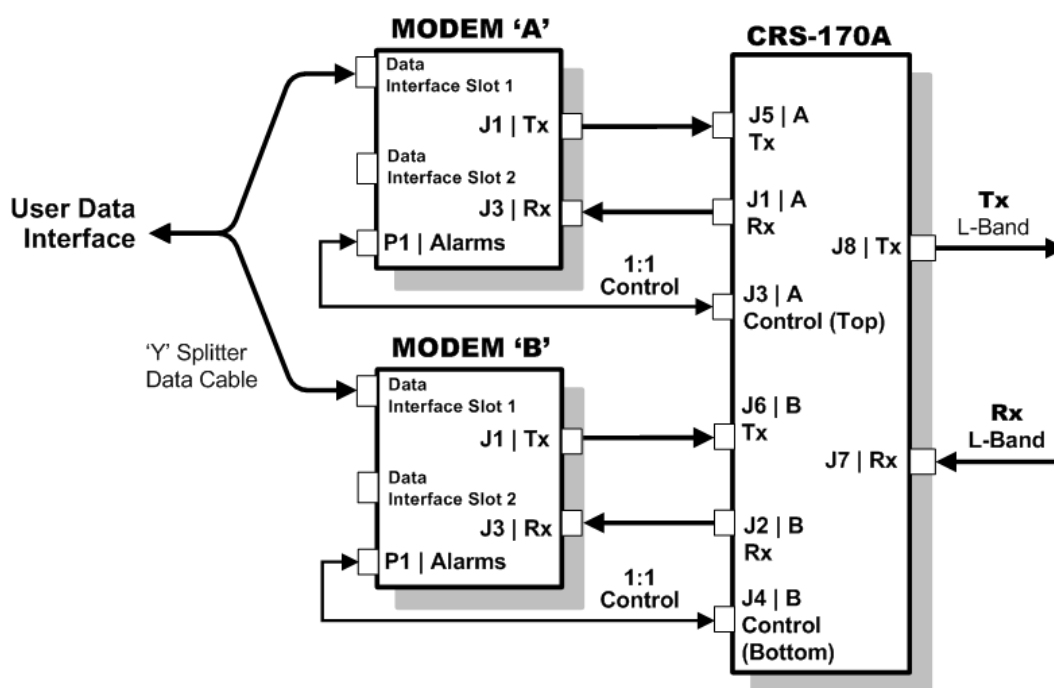 MODEM ‘A’
Data
Interface Slot 1
J1 | Tx
Data
Interface Slot 2
J3 | Rx
P1 | Alarms
CRS-170A
J5 | A
Tx
J1 | A
Rx
J8 | Tx
J3 | A
Control (Top)
J6 | B
Tx
J7 | Rx
J2 | B
Rx
J4 | B
Control
(Bottom)
Tx
L-Band
Rx
L-Band
User Data
Interface
1:1
Control
‘Y’ Splitter
Data Cable
MODEM ‘B’
Data
Interface Slot 1
J1 | Tx
Data
Interface Slot 2
J3 | Rx
P1 | Alarms
1:1
Control